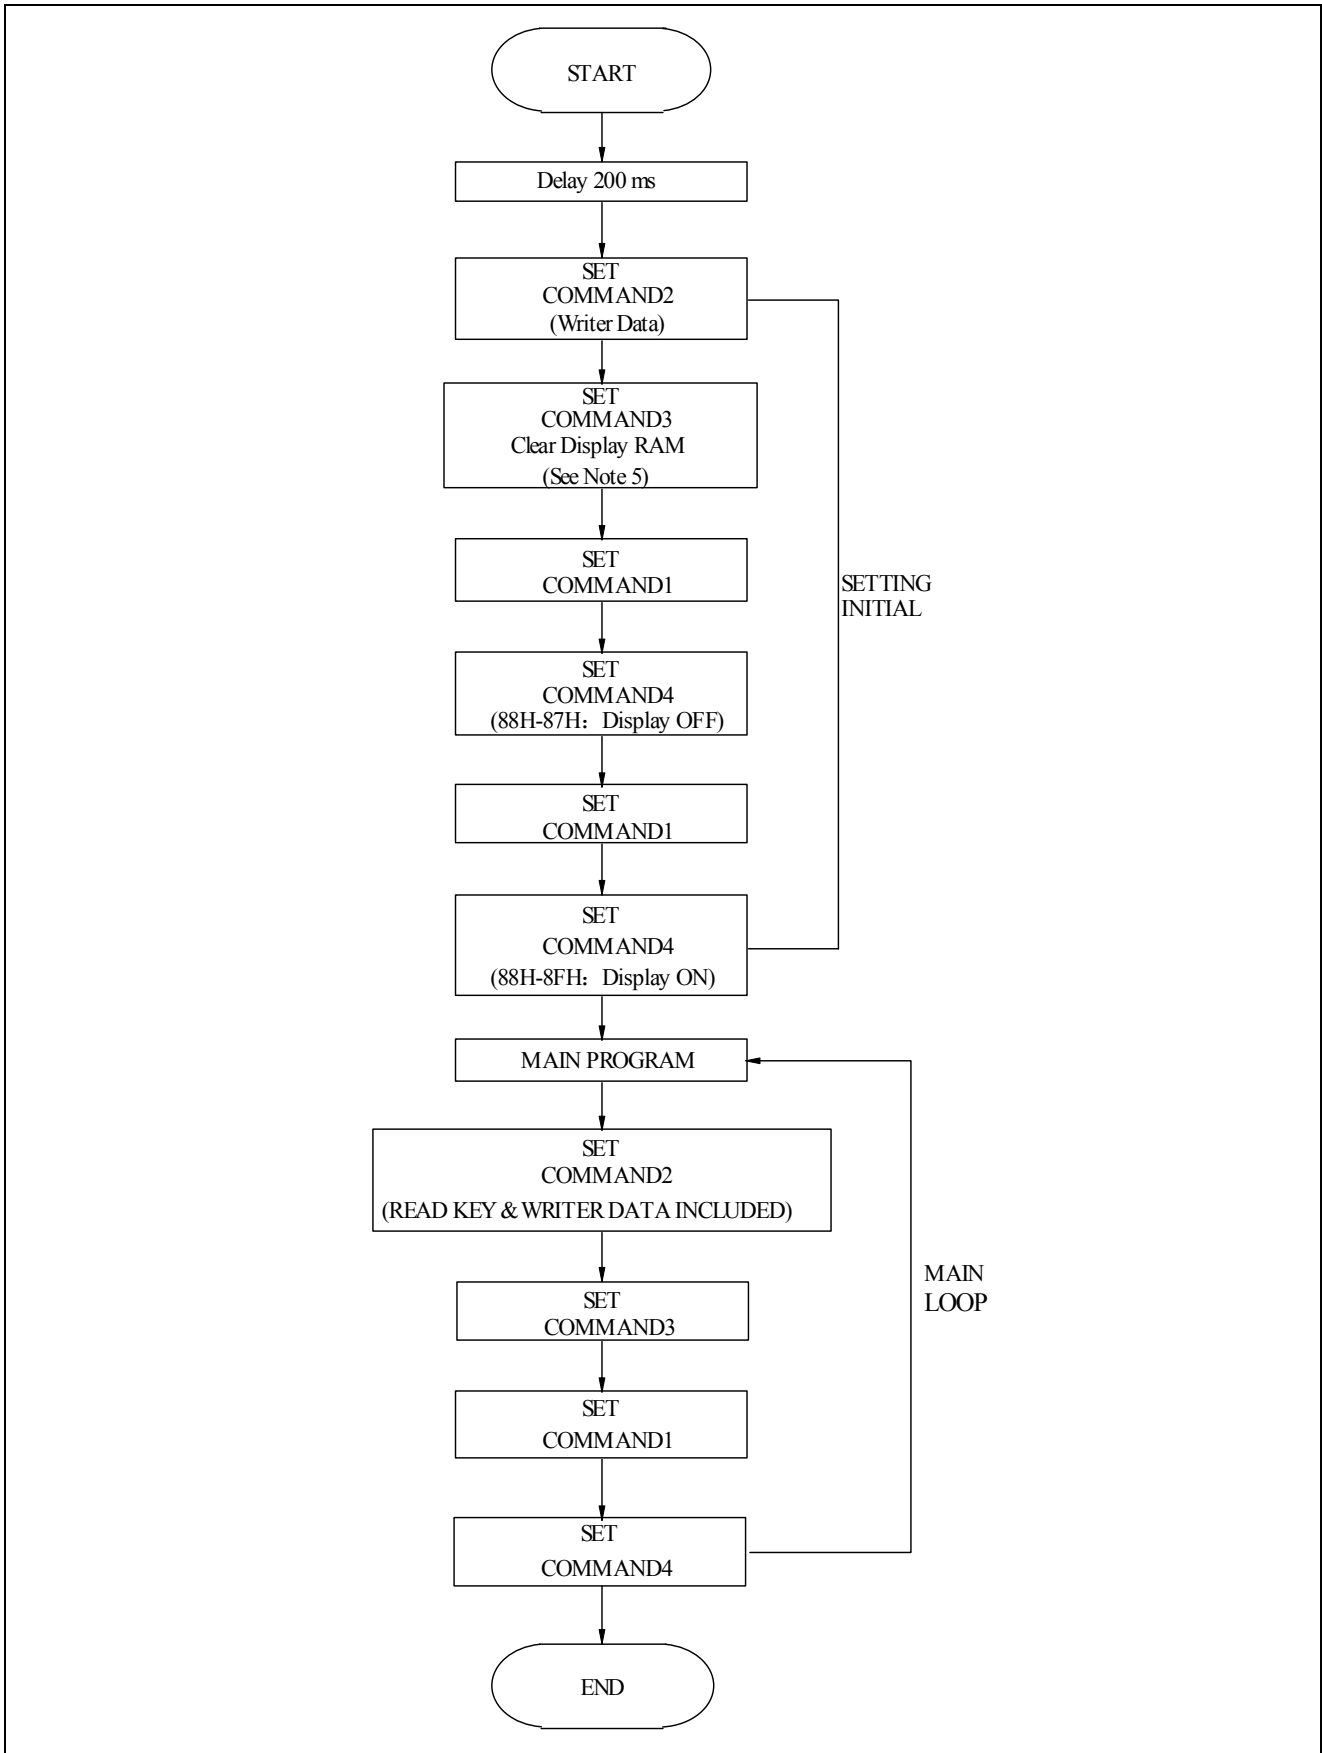 START
Delay 200 ms
SET
COMMAND2
(Writer Data)
SET
COMMAND3
Clear Display RAM
(See Note 5)
SET
COMMAND1
SETTING
INITIAL
SET
COMMAND4
(88H-87H：Display OFF)
SET
COMMAND1
SET
COMMAND4
(88H-8FH：Display ON)
MAIN PROGRAM
SET
COMMAND2
(READ KEY & WRITER DATA INCLUDED)
MAIN
LOOP
SET
COMMAND3
SET
COMMAND1
SET
COMMAND4
END